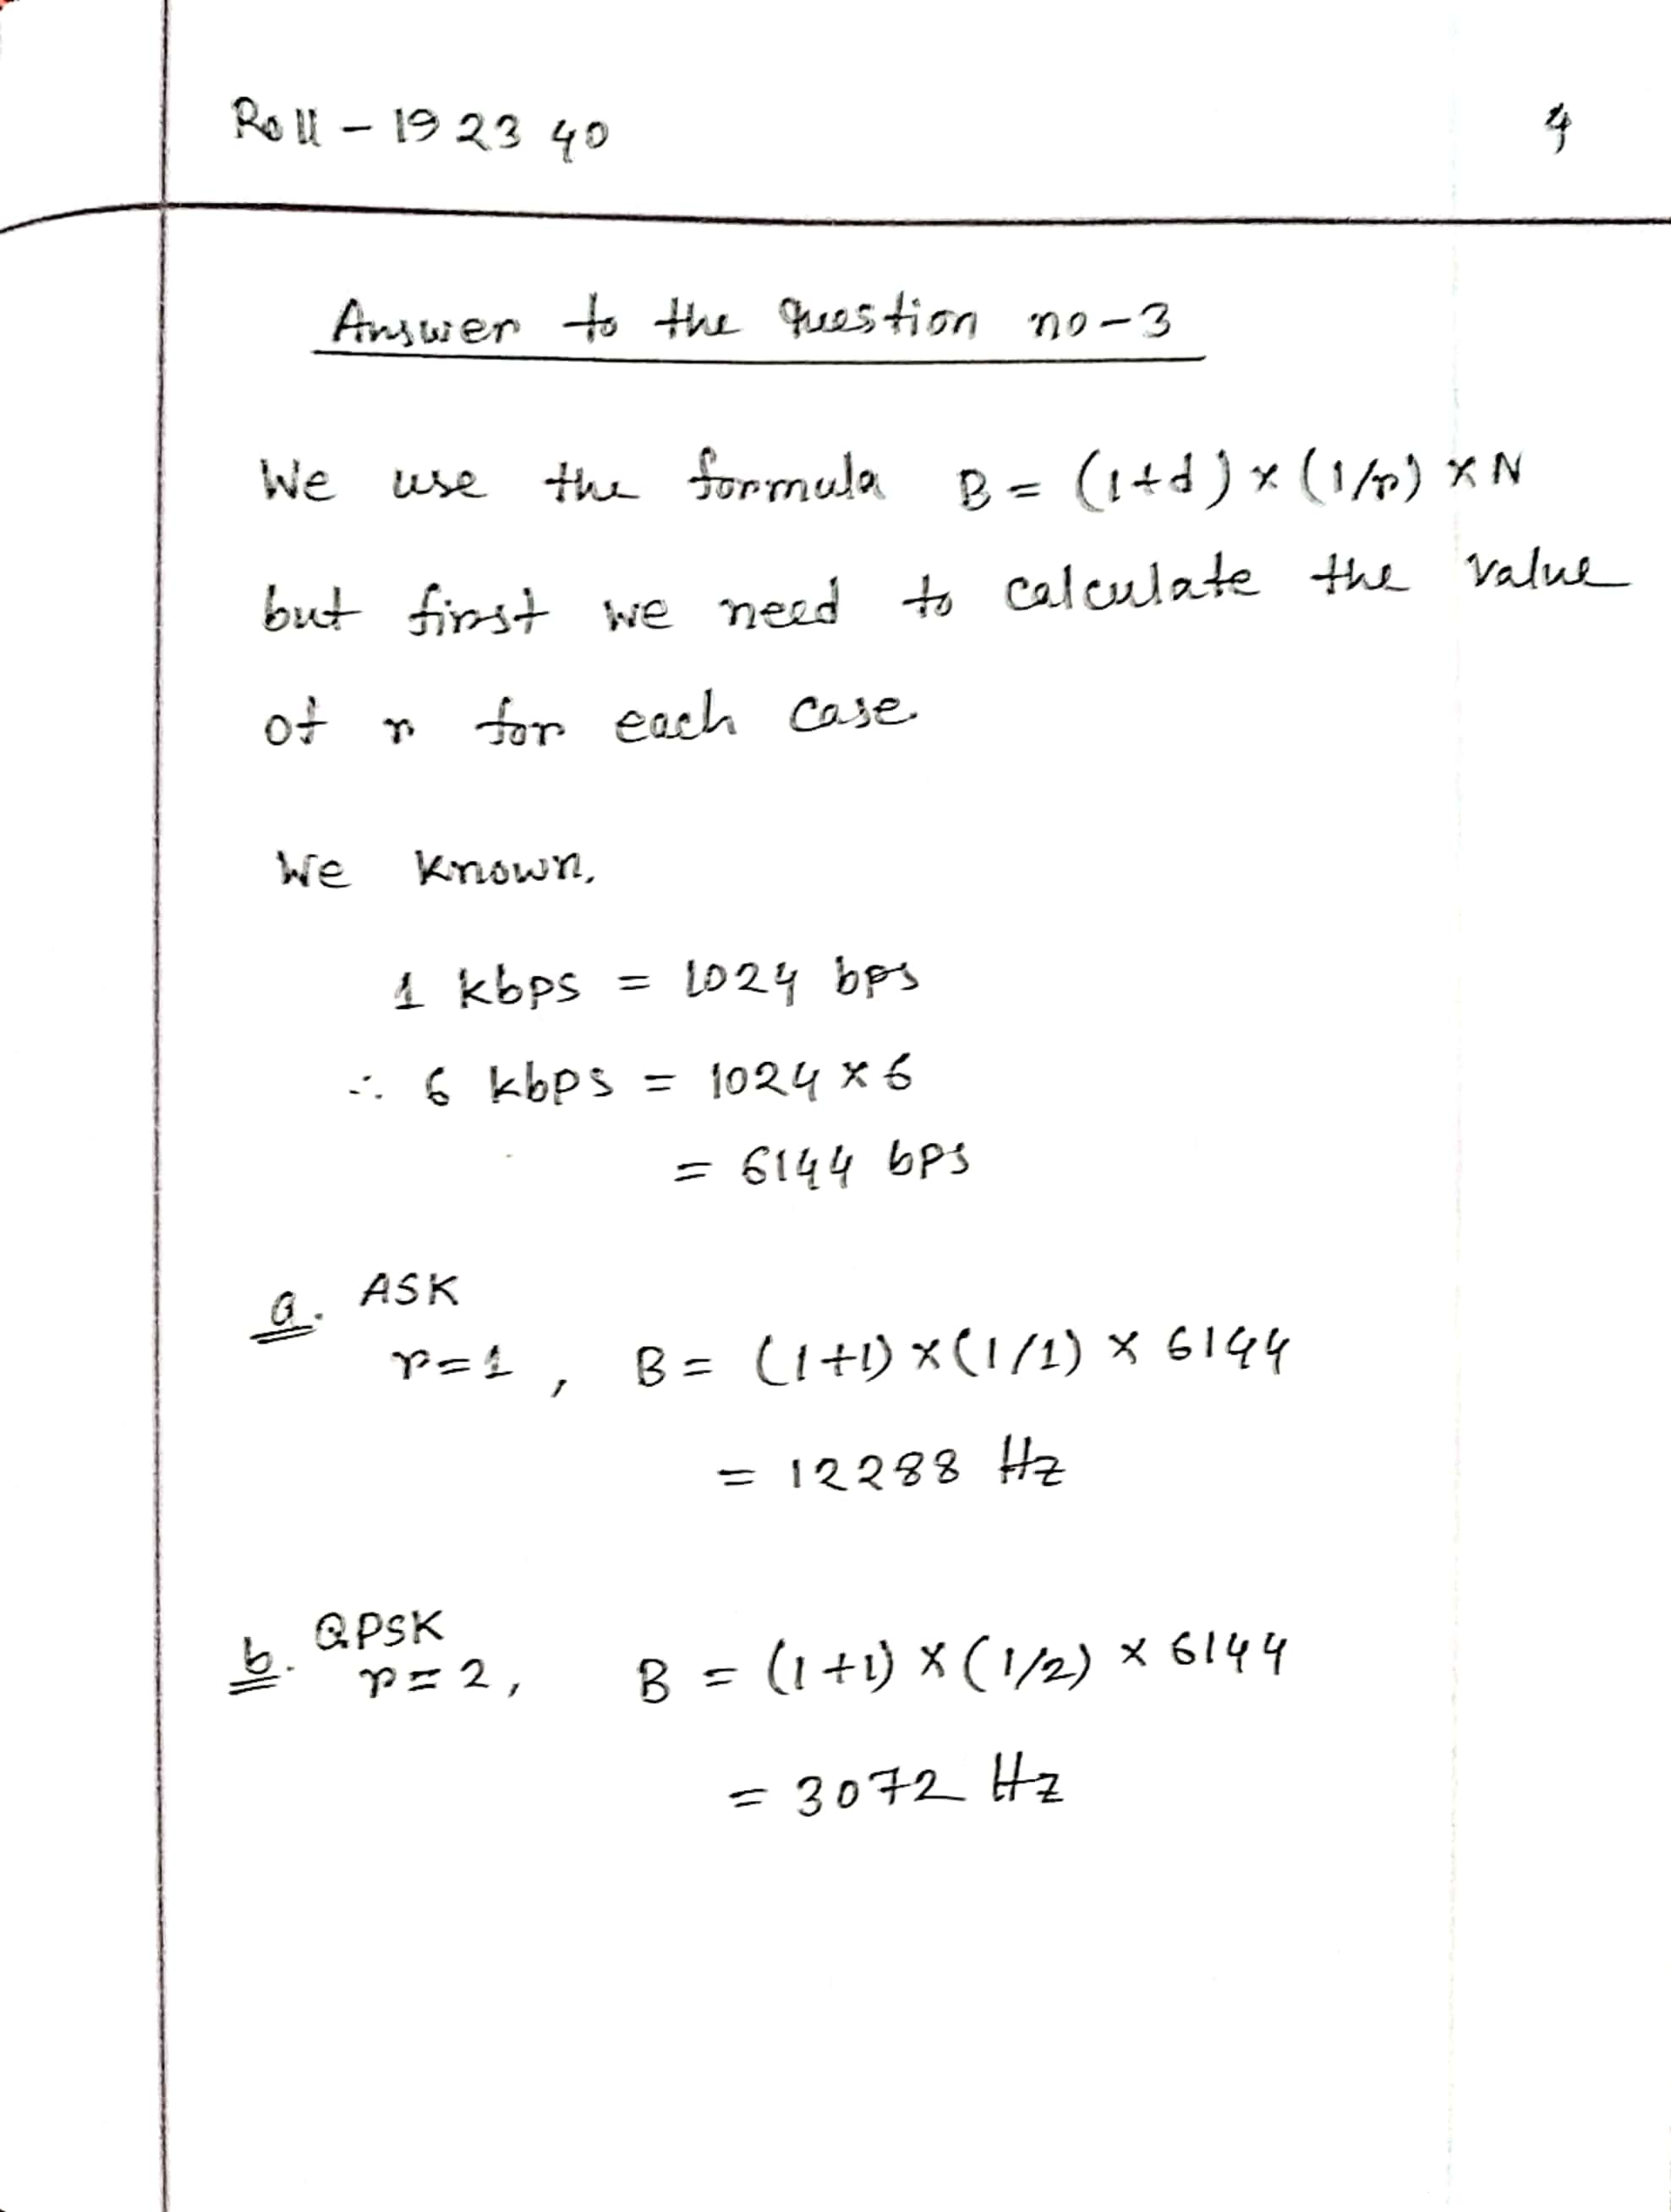 Roll - 192340
4
Answer to the question no-3
We use the formula B = (1+d) × (1/r) × N
but first we need to calculate the value
of r for each case
We known,
1 kbps = 1024 bps
∴ 6 kbps = 1024 × 6
= 6144 bps
a. ASK
r=1, B = (1+1) × (1/1) × 6144
= 12288 Hz
b. QPSK
r=2, B = (1+1) × (1/2) × 6144
= 3072 Hz